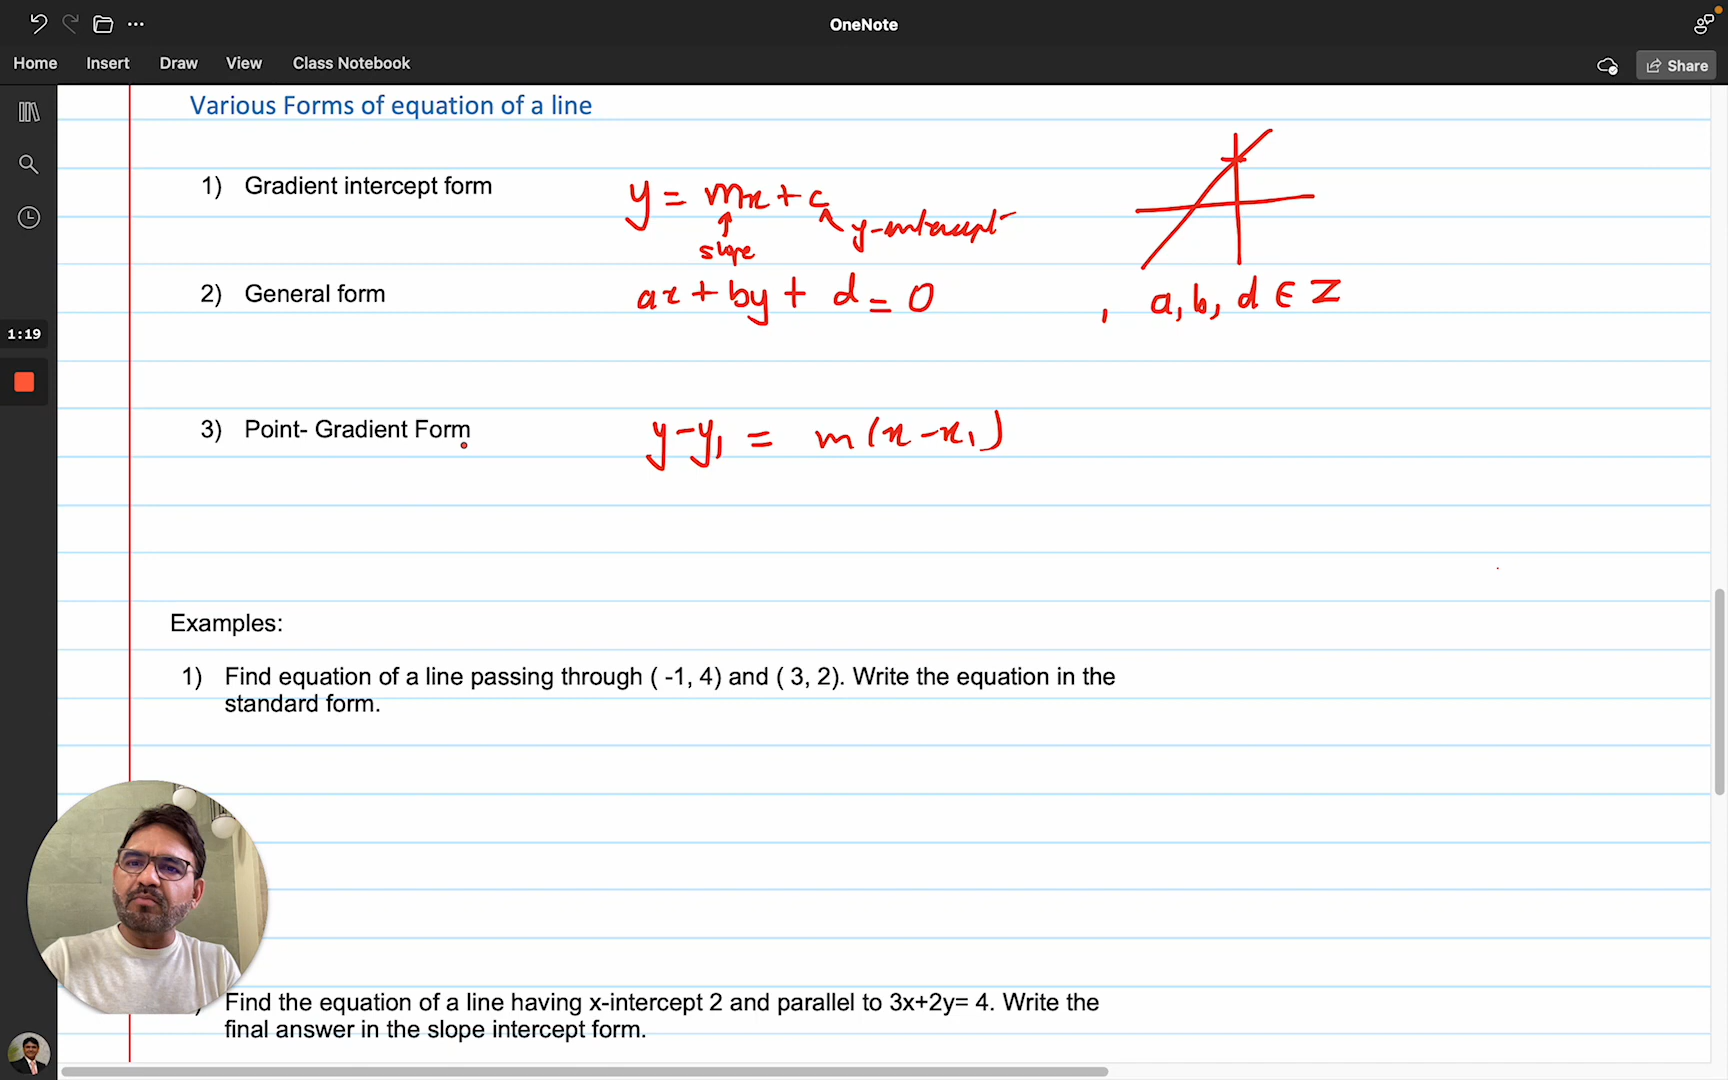 OneNote
Home Insert Draw View Class Notebook Share
Various Forms of equation of a line
1) Gradient intercept form y = mx + c
y-intercept
slope
2) General form ax + by + d = 0 , a, b, d ∈ Z
1:19
3) Point- Gradient Form y - y₁ = m(x - x₁)
Examples:
1) Find equation of a line passing through ( -1, 4) and ( 3, 2). Write the equation in the
standard form.
Find the equation of a line having x-intercept 2 and parallel to 3x+2y= 4. Write the
final answer in the slope intercept form.